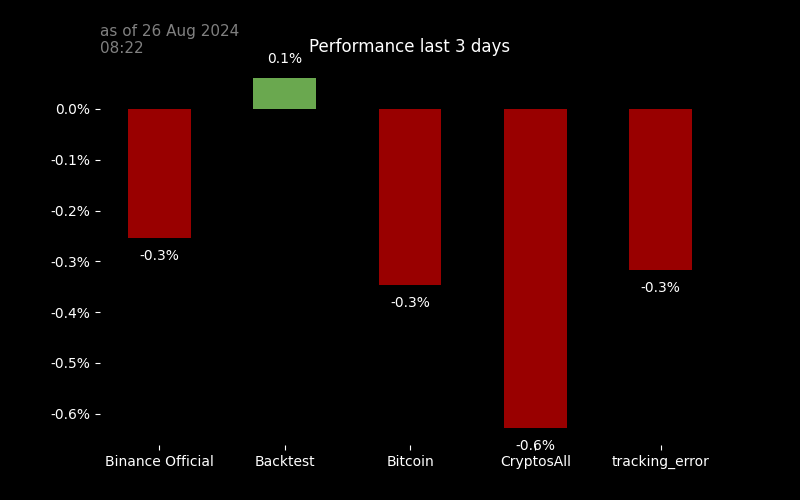 as of 26 Aug 2024
08:22
Performance last 3 days
0.1%
0.0%
-0.1%
-0.2%
-0.3%
-0.4%
-0.5%
-0.6%
-0.3%
-0.3%
-0.6%
-0.3%
Binance Official
Backtest
Bitcoin
CryptosAll
tracking_error